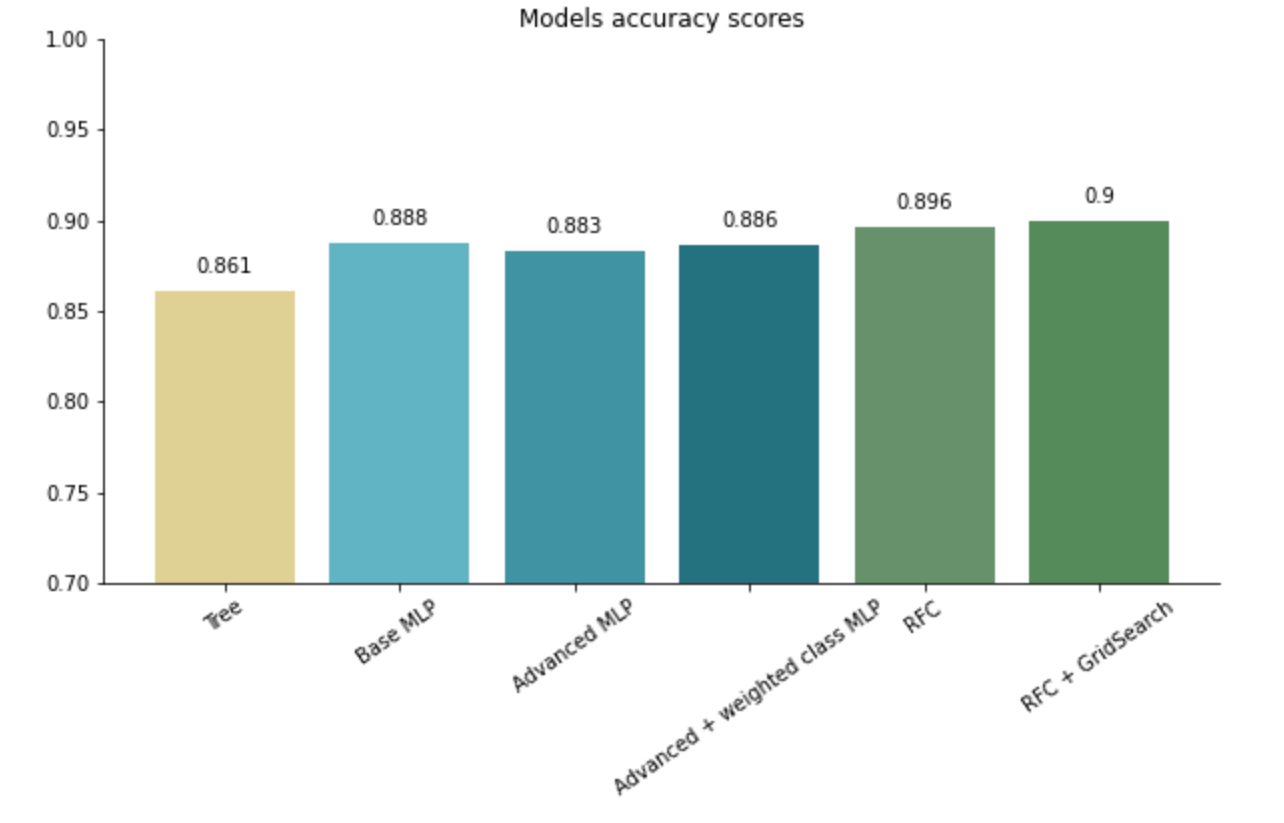 Models accuracy scores
1.00
0.95
0.90
0.85
0.80
0.75
0.70
0.861
0.888
0.883
0.886
0.896
0.9
Tree
Base MLP
Advanced MLP
Advanced + weighted class MLP
RFC
RFC + GridSearch